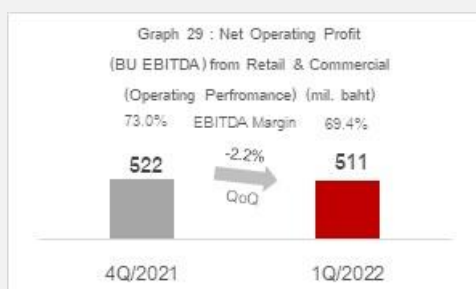 Graph 29 : Net Operating Profit
(BU EBITDA) from Retail & Commercial
(Operating Perfromance) (mil. baht)
73.0% EBITDA Margin 69.4%
522 -2.2% 511
QoQ
4Q/2021 1Q/2022